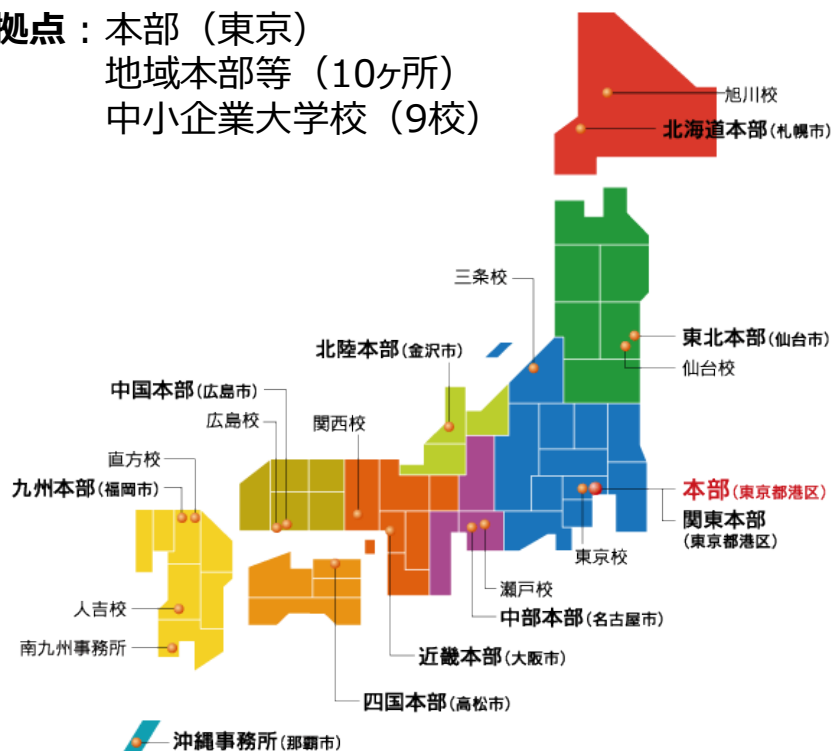 拠点：本部（東京）
地域本部等（10ヶ所）
中小企業大学校（9校）
旭川校
北海道本部(札幌市)
三条校
東北本部(仙台市)
北陸本部(金沢市)
仙台校
中国本部(広島市)
広島校
関西校
直方校
九州本部(福岡市)
本部(東京都港区)
関東本部
(東京都港区)
東京校
瀬戸校
人吉校
中部本部(名古屋市)
南九州事務所
近畿本部(大阪市)
四国本部(高松市)
沖縄事務所(那覇市)